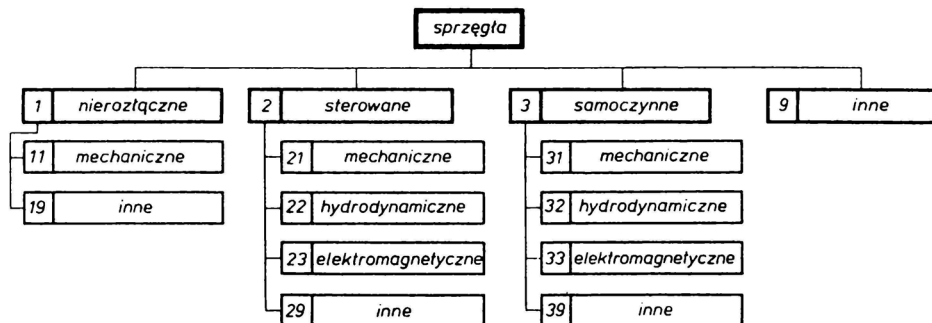 sprzęgła
1 nierozłączne
2 sterowane
3 samoczynne
9 inne
11 mechaniczne
21 mechaniczne
31 mechaniczne
19 inne
22 hydrodynamiczne
32 hydrodynamiczne
23 elektromagnetyczne
33 elektromagnetyczne
29 inne
39 inne